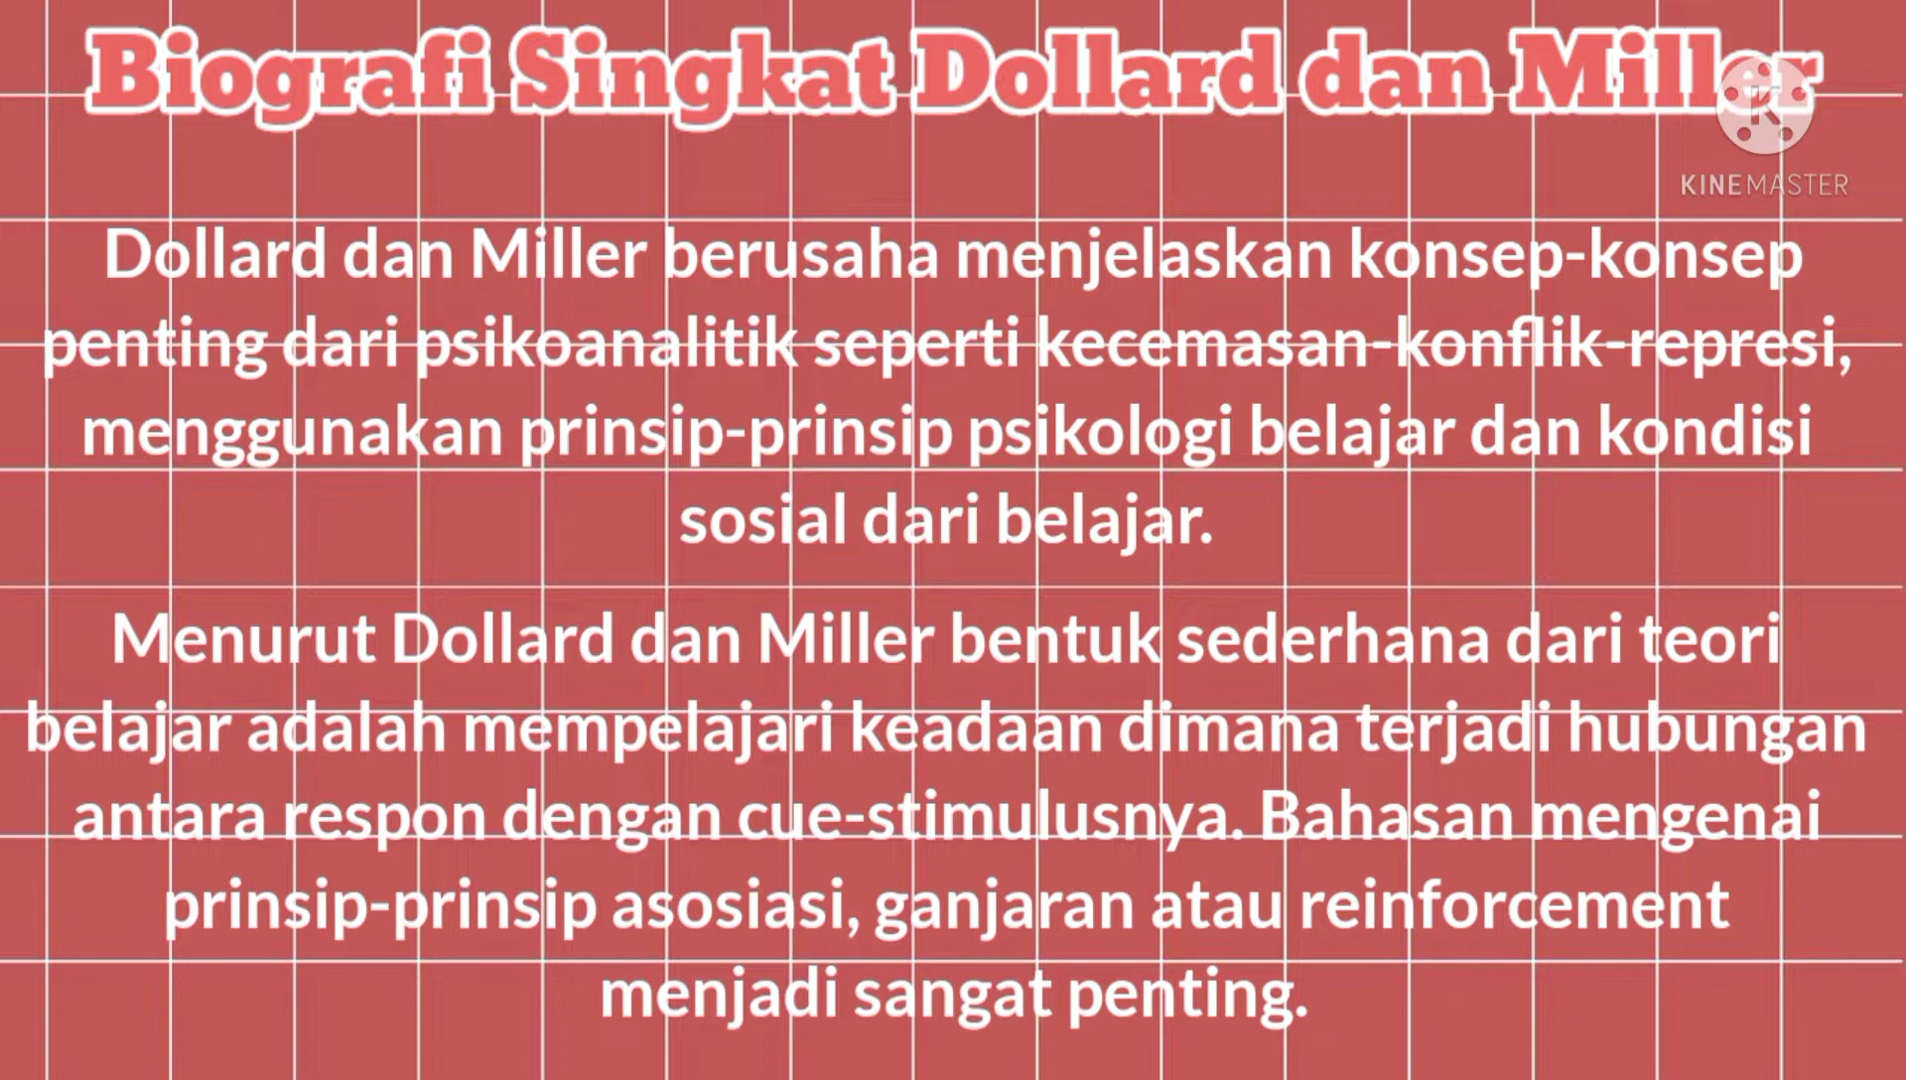 Biografi Singkat Dollard dan Miller
KINEMASTER
Dollard dan Miller berusaha menjelaskan konsep-konsep
penting dari psikoanalitik seperti kecemasan-konflik-represi,
menggunakan prinsip-prinsip psikologi belajar dan kondisi
sosial dari belajar.
Menurut Dollard dan Miller bentuk sederhana dari teori
belajar adalah mempelajari keadaan dimana terjadi hubungan
antara respon dengan cue-stimulusnya. Bahasan mengenai
prinsip-prinsip asosiasi, ganjaran atau reinforcement
menjadi sangat penting.